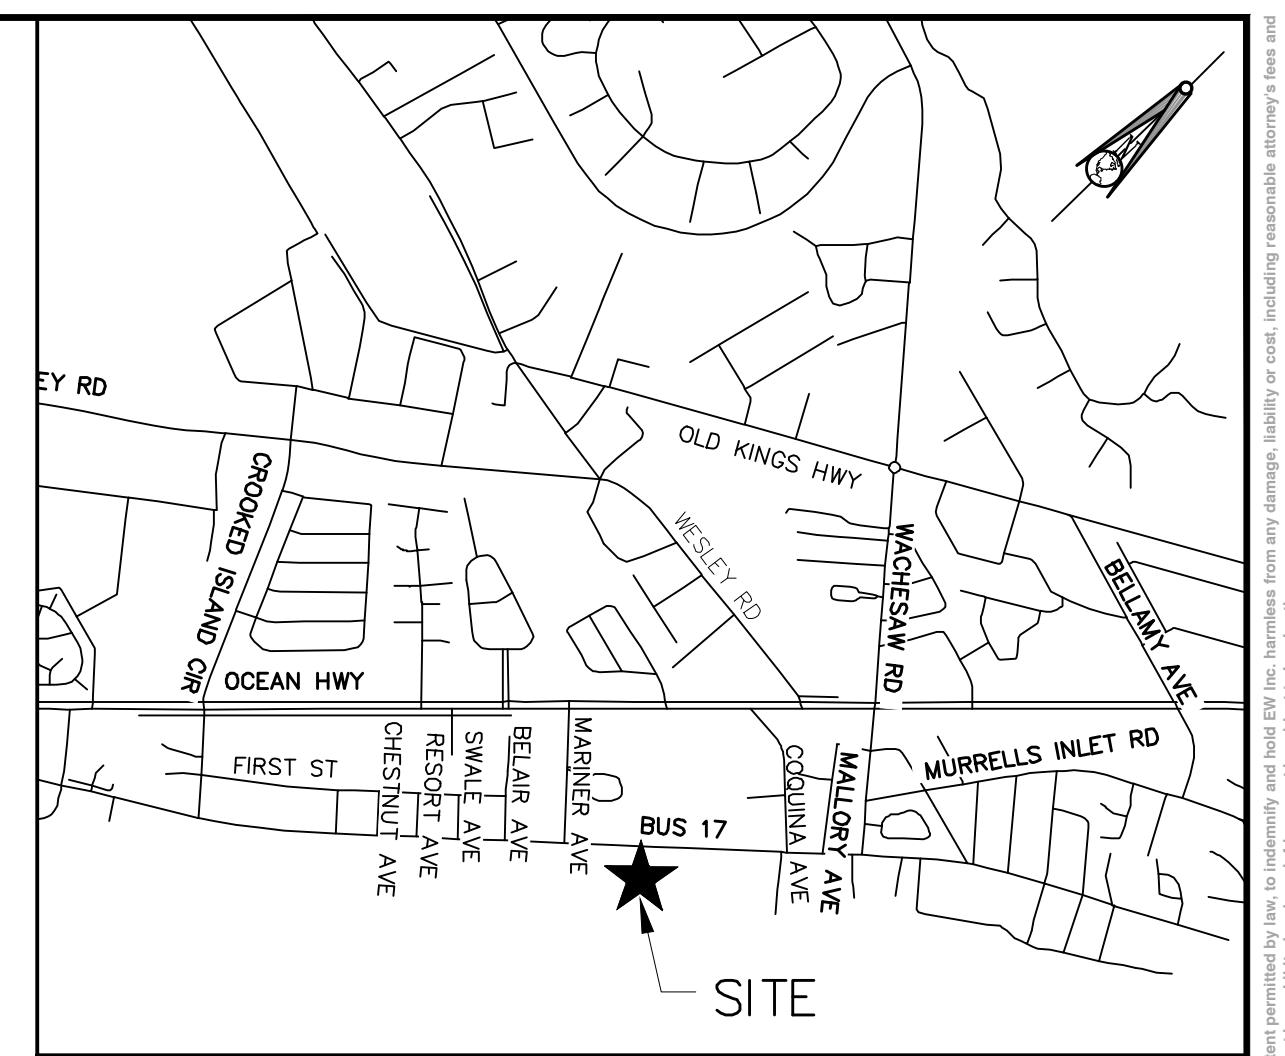 EY RD
OLD KINGS HWY
CROOKED ISLAND CIR
WESLEY RD
WACHESAW RD
BELLAMY AVE
OCEAN HWY
FIRST ST
CHESTNUT AVE
RESORT AVE
SWALE AVE
BELAIR AVE
MARINER AVE
COQUINA AVE
MALLORY AVE
MURRELLS INLET RD
BUS 17
SITE
N
ent permitted by law, to indemnify and hold EW Inc. harmless from any damage, liability or cost, including reasonable attorney's fees and